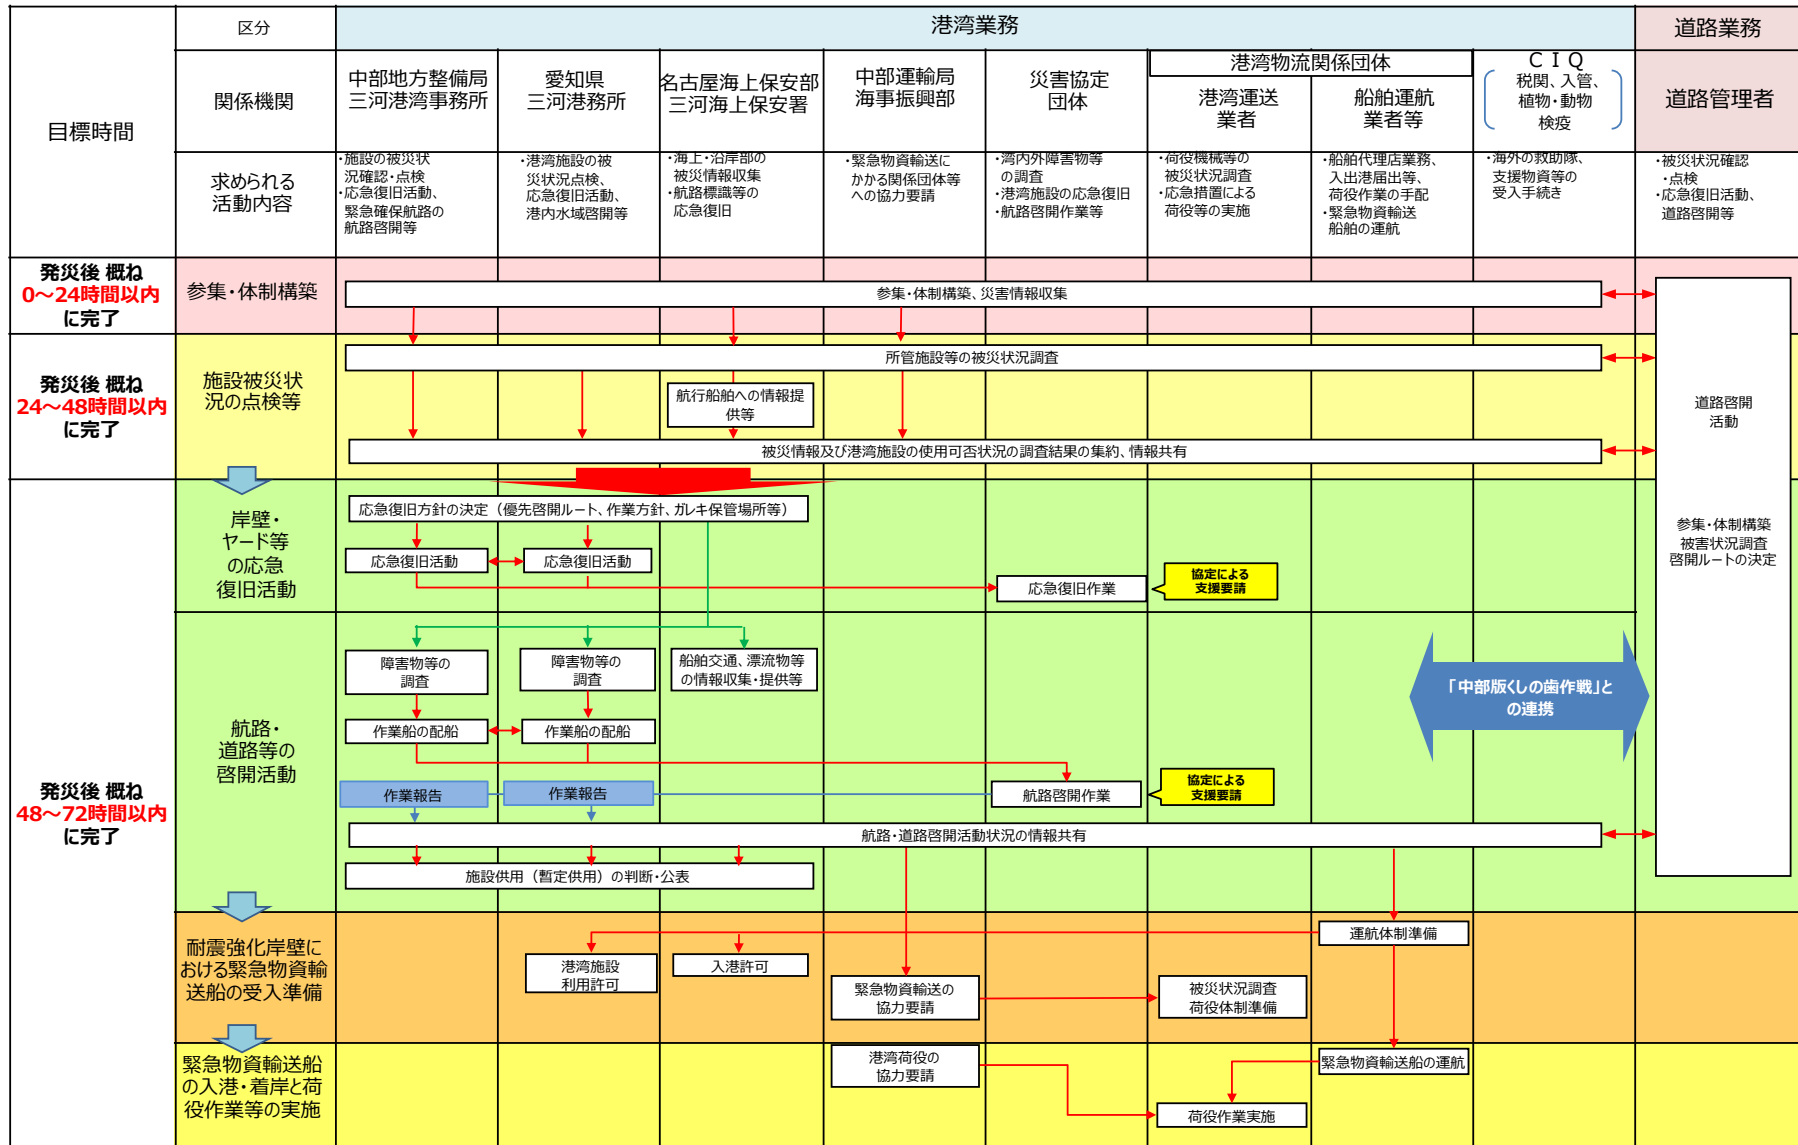 区分
港湾業務
道路業務
目標時間
関係機関
中部地方整備局
三河港湾事務所
愛知県
三河港務所
名古屋海上保安部
三河海上保安署
中部運輸局
海事振興部
災害協定
団体
港湾物流関係団体
港湾運送
業者
船舶運航
業者等
ＣＩＱ
税関、入管、
植物・動物
検疫
道路管理者
求められる
活動内容
・施設の被災状
況確認・点検
・応急復旧活動、
緊急確保航路の
航路啓開等
・港湾施設の被
災状況点検、
応急復旧活動、
港内水域啓開等
・海上・沿岸部の
被災情報収集
・航路標識等の
応急復旧
・緊急物資輸送に
かかる関係団体等
への協力要請
・湾内外障害物等
の調査
・港湾施設の応急復旧
・航路啓開作業等
・荷役機械等の
被災状況調査
・応急措置による
荷役等の実施
・船舶代理店業務、
入出港届出等、
荷役作業の手配
・緊急物資輸送
船舶の運航
・海外の救助隊、
支援物資等の
受入手続き
・被災状況確認
・点検
・応急復旧活動、
道路啓開等
発災後 概ね
0～24時間以内
に完了
参集・体制構築
参集・体制構築、災害情報収集
発災後 概ね
24～48時間以内
に完了
施設被災状
況の点検等
所管施設等の被災状況調査
航行船舶への情報提
供等
被災情報及び港湾施設の使用可否状況の調査結果の集約、情報共有
道路啓開
活動
参集・体制構築
被害状況調査
啓開ルートの決定
発災後 概ね
48～72時間以内
に完了
岸壁・
ヤード等
の応急
復旧活動
応急復旧方針の決定（優先啓開ルート、作業方針、ガレキ保管場所等）
応急復旧活動
応急復旧活動
応急復旧作業
協定による
支援要請
航路・
道路等の
啓開活動
障害物等の
調査
障害物等の
調査
船舶交通、漂流物等
の情報収集・提供等
「中部版くしの歯作戦」と
の連携
作業船の配船
作業船の配船
作業報告
作業報告
航路啓開作業
協定による
支援要請
航路・道路啓開活動状況の情報共有
施設供用（暫定供用）の判断・公表
耐震強化岸壁に
おける緊急物資輸
送船の受入準備
運航体制準備
港湾施設
利用許可
入港許可
緊急物資輸送の
協力要請
被災状況調査
荷役体制準備
緊急物資輸送船
の入港・着岸と荷
役作業等の実施
港湾荷役の
協力要請
緊急物資輸送船の運航
荷役作業実施